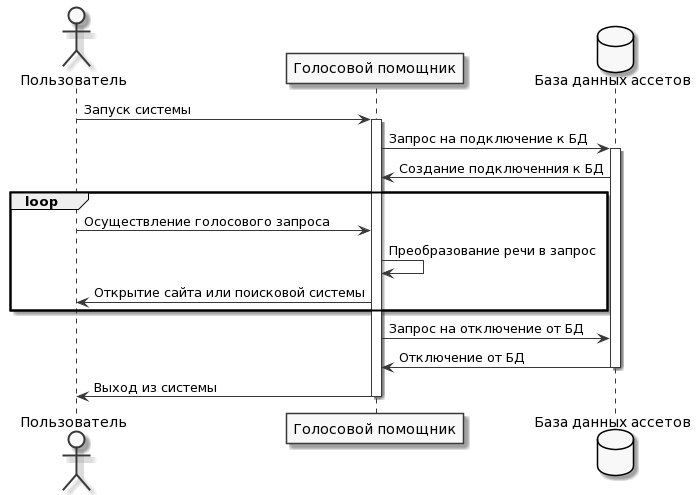 Пользователь
Голосовой помощник
База данных ассетов
Запуск системы
Запрос на подключение к БД
Создание подключенния к БД
loop
Осуществление голосового запроса
Преобразование речи в запрос
Открытие сайта или поисковой системы
Запрос на отключение от БД
Отключение от БД
Выход из системы
Пользователь
Голосовой помощник
База данных ассетов